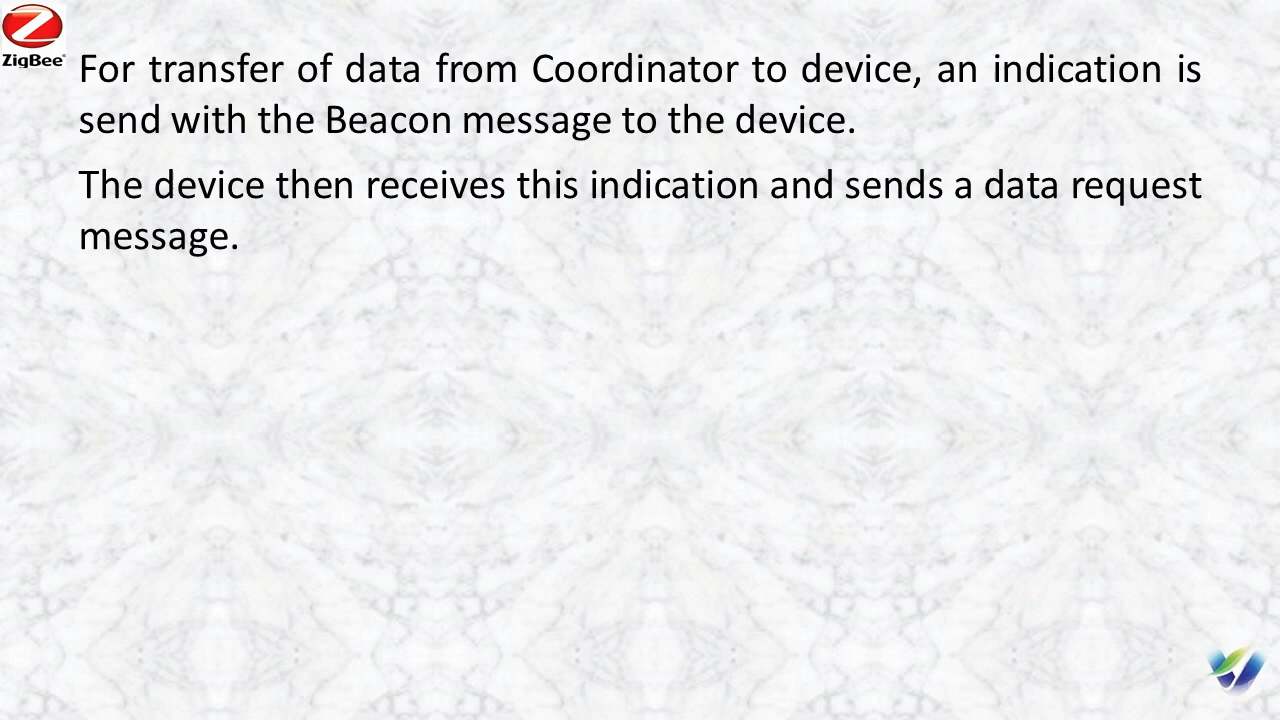 ZigBee®
For transfer of data from Coordinator to device, an indication is
send with the Beacon message to the device.
The device then receives this indication and sends a data request
message.